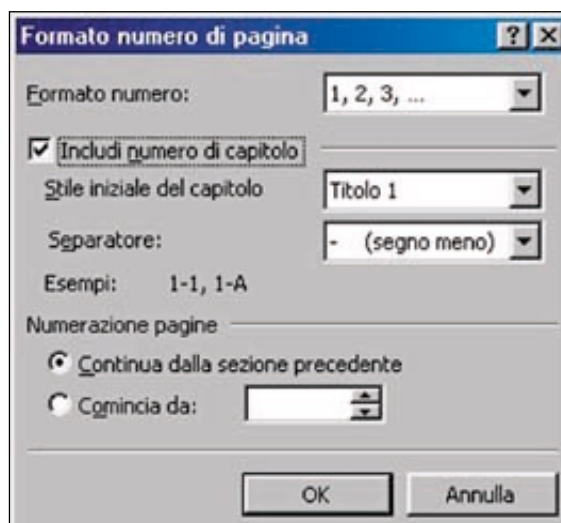 Formato numero di pagina
Formato numero: 1, 2, 3, ...
Includi numero di capitolo
Stile iniziale del capitolo Titolo 1
Separatore: - (segno meno)
Esempi: 1-1, 1-A
Numerazione pagine
Continua dalla sezione precedente
Comincia da:
OK Annulla